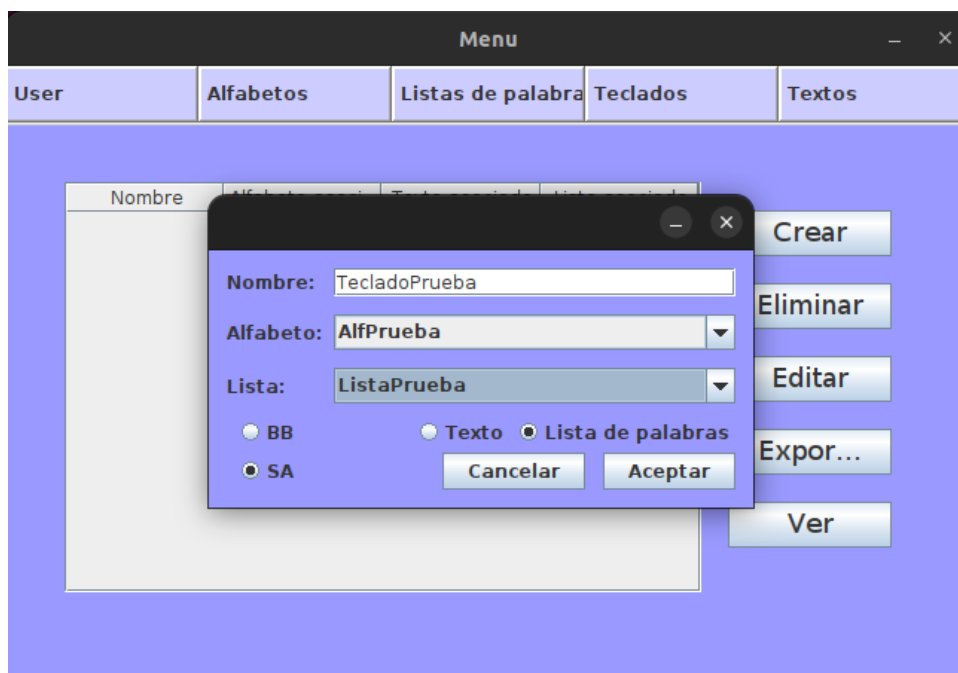 Menu
User Alfabetos Listas de palabra Teclados Textos
Nombre
Crear
Nombre: TecladoPrueba
Eliminar
Alfabeto: AlfPrueba
Editar
Lista: ListaPrueba
BB Texto Lista de palabras
Expor...
SA Cancelar Aceptar
Ver